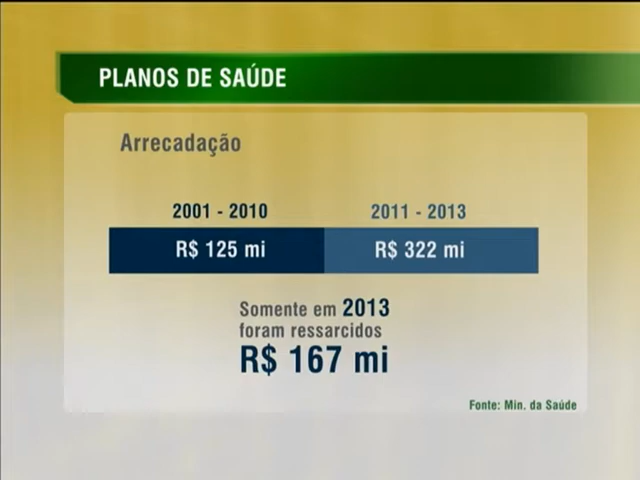 PLANOS DE SAÚDE
Arrecadação
2001 - 2010 2011 - 2013
R$ 125 mi R$ 322 mi
Somente em 2013
foram ressarcidos
R$ 167 mi
Fonte: Min. da Saúde